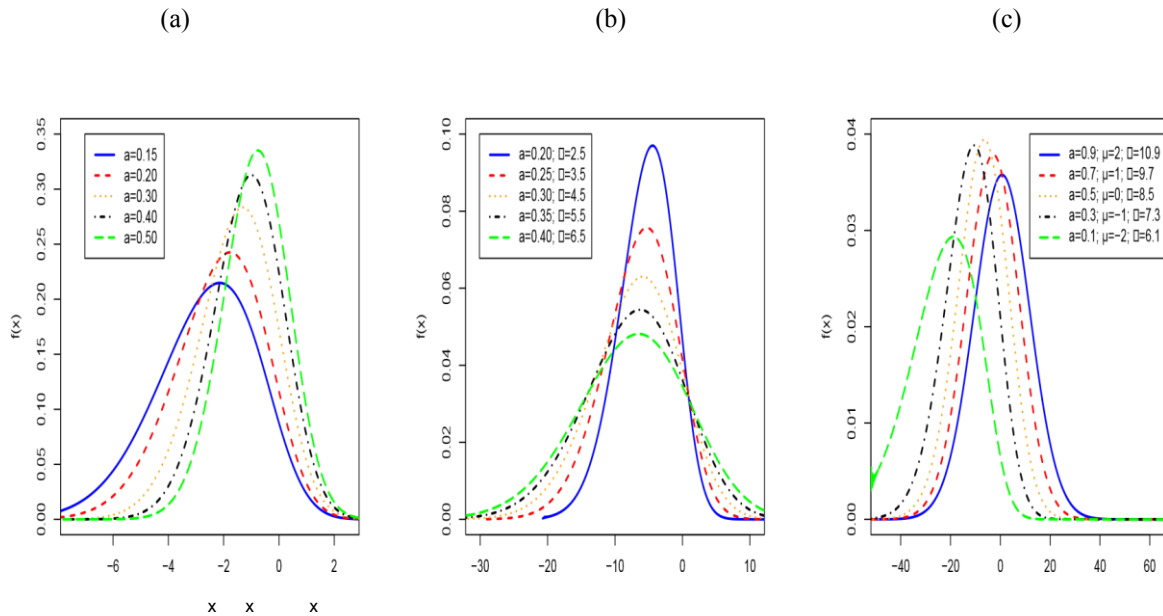 (a)
(b)
(c)
f(x)
0.00 0.05 0.10 0.15 0.20 0.25 0.30 0.35
a=0.15
a=0.20
a=0.30
a=0.40
a=0.50
−6 −4 −2 0 2
f(x)
0.00 0.02 0.04 0.06 0.08 0.10
a=0.20; □=2.5
a=0.25; □=3.5
a=0.30; □=4.5
a=0.35; □=5.5
a=0.40; □=6.5
−30 −20 −10 0 10
f(x)
0.00 0.01 0.02 0.03 0.04
a=0.9; μ=2; □=10.9
a=0.7; μ=1; □=9.7
a=0.5; μ=0; □=8.5
a=0.3; μ=−1; □=7.3
a=0.1; μ=−2; □=6.1
−40 −20 0 20 40 60
x x x